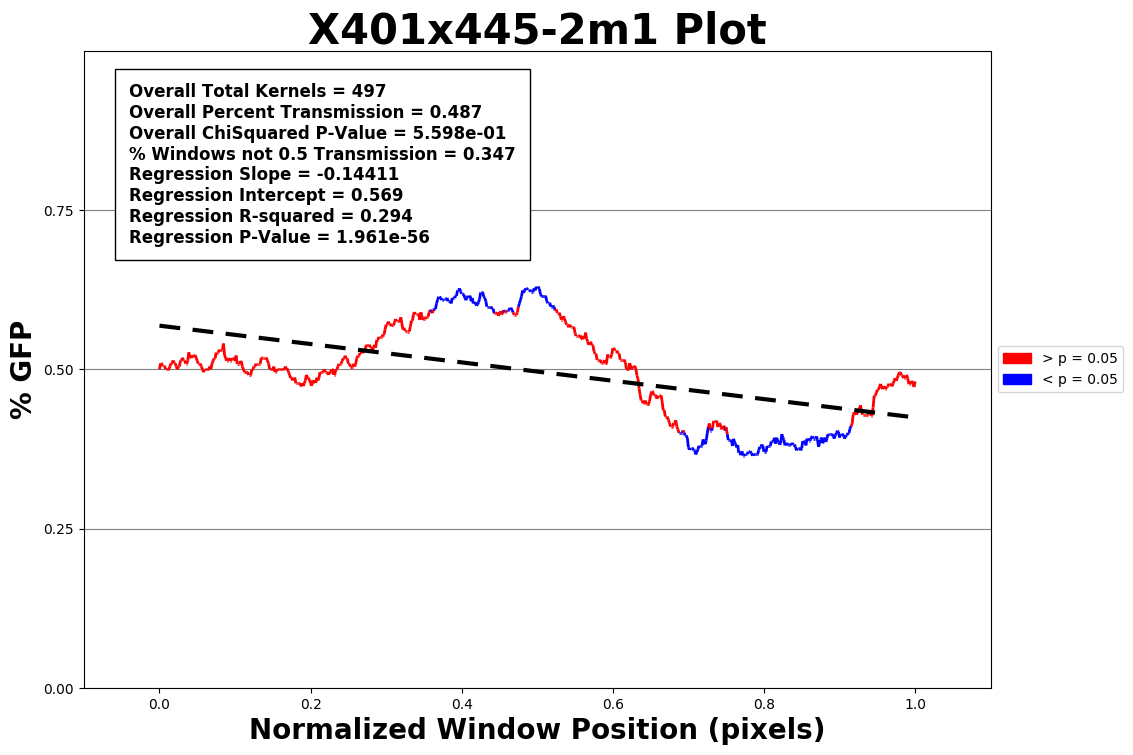 X401x445-2m1 Plot
Overall Total Kernels = 497
Overall Percent Transmission = 0.487
Overall ChiSquared P-Value = 5.598e-01
% Windows not 0.5 Transmission = 0.347
Regression Slope = -0.14411
Regression Intercept = 0.569
Regression R-squared = 0.294
Regression P-Value = 1.961e-56
% GFP
0.75
0.50
0.25
0.00
> p = 0.05
< p = 0.05
0.0 0.2 0.4 0.6 0.8 1.0
Normalized Window Position (pixels)